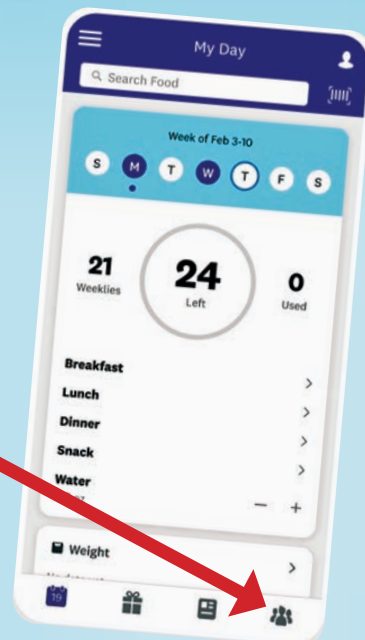 My Day
Search Food
Week of Feb 3-10
S M T W T F S
21 24 0
Weeklies Left Used
Breakfast
Lunch
Dinner
Snack
Water
Weight
19